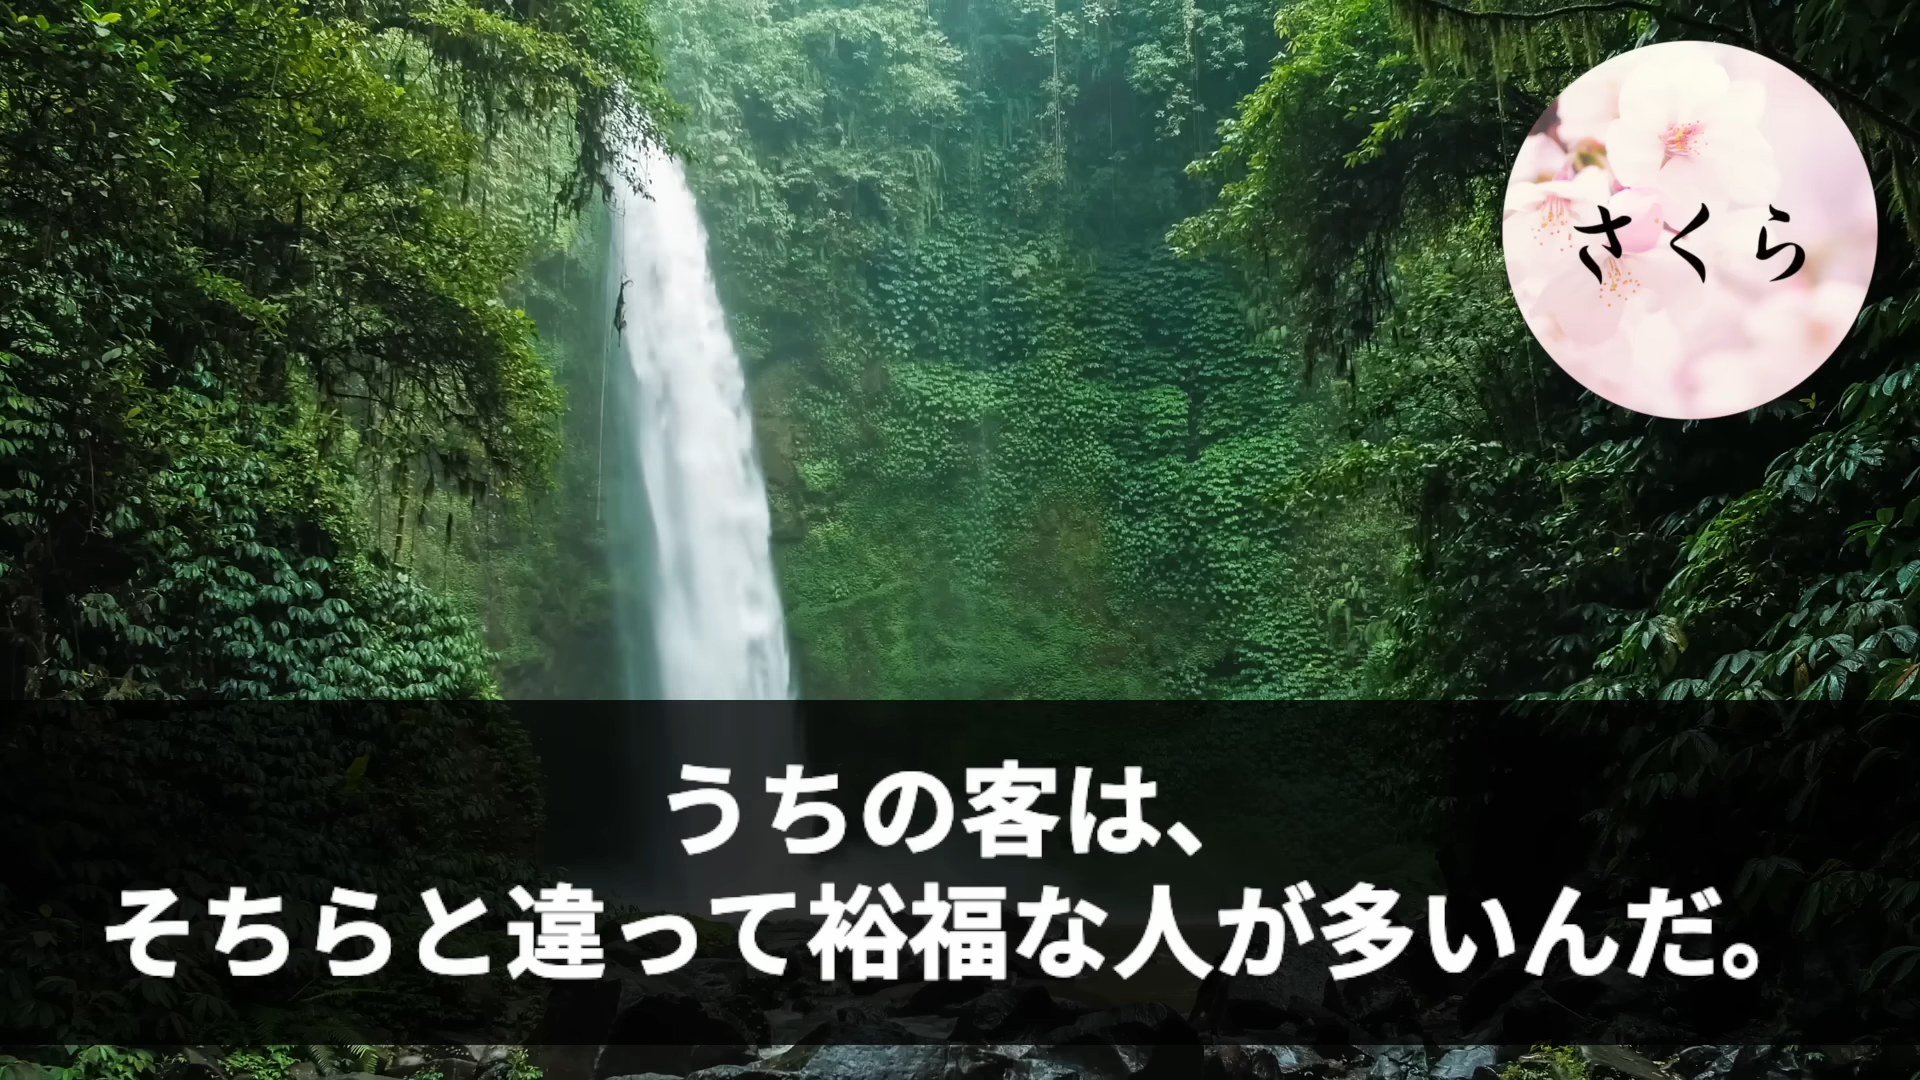 さくら
うちの客は、
そちらと違って裕福な人が多いんだ。